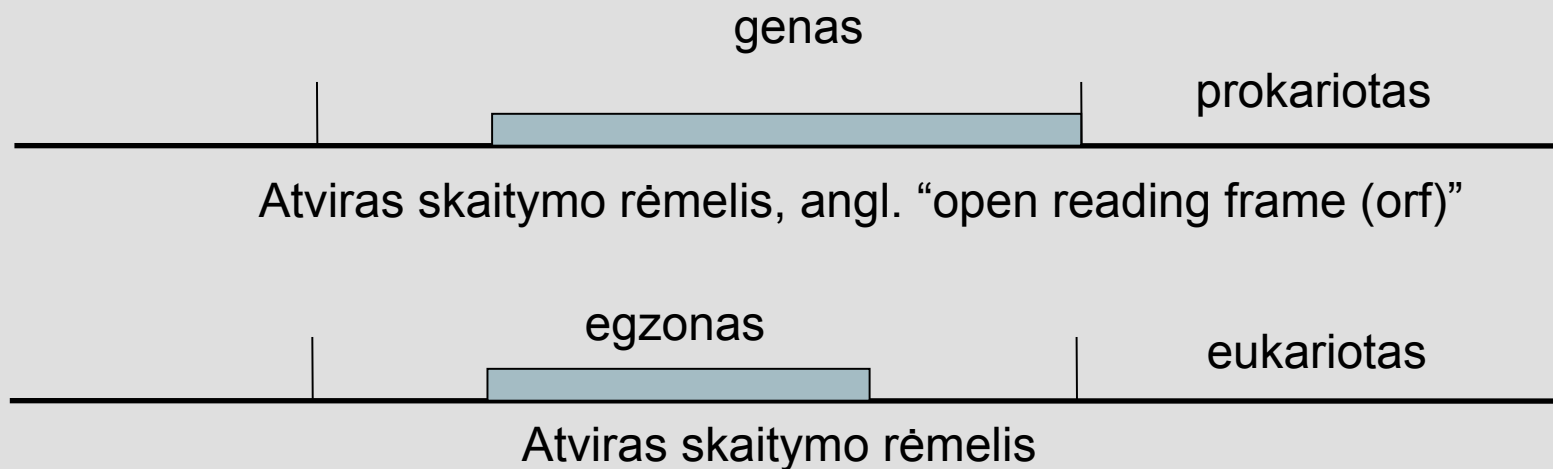 genas
prokariotas
Atviras skaitymo rėmelis, angl. “open reading frame (orf)”
egzonas
eukariotas
Atviras skaitymo rėmelis